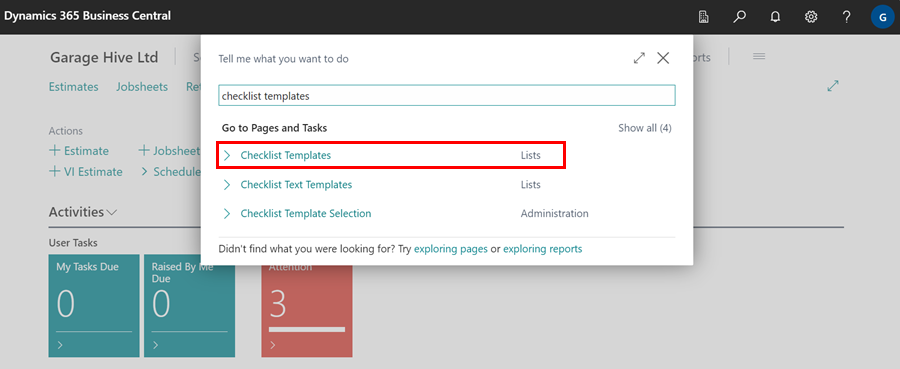 Dynamics 365 Business Central
G
Garage Hive Ltd
Tell me what you want to do
Estimates Jobsheets
checklist templates
Go to Pages and Tasks Show all (4)
Actions
+ Estimate + Jobsheet
Checklist Templates Lists
+ VI Estimate > Schedule
Checklist Text Templates Lists
Checklist Template Selection Administration
Activities
User Tasks
Didn't find what you were looking for? Try exploring pages or exploring reports
My Tasks Due
0
Raised By Me
Due
0
Attention
3